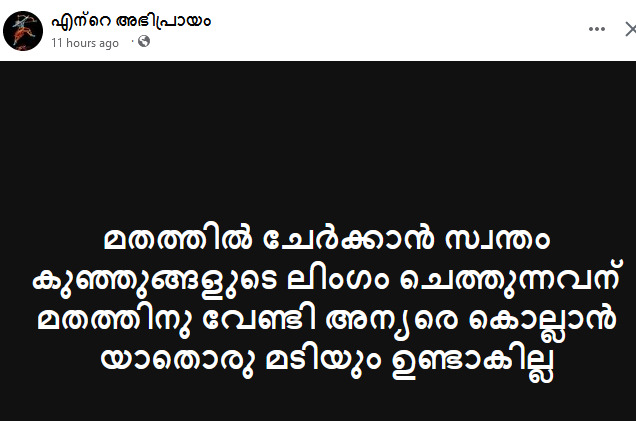 എന്റെ അഭിപ്രായം
11 hours ago ·
മതത്തിൽ ചേർക്കാൻ സ്വന്തം
കുഞ്ഞുങ്ങളുടെ ലിംഗം ചെത്തുന്നവന്
മതത്തിനു വേണ്ടി അന്യരെ കൊല്ലാൻ
യാതൊരു മടിയും ഉണ്ടാകില്ല